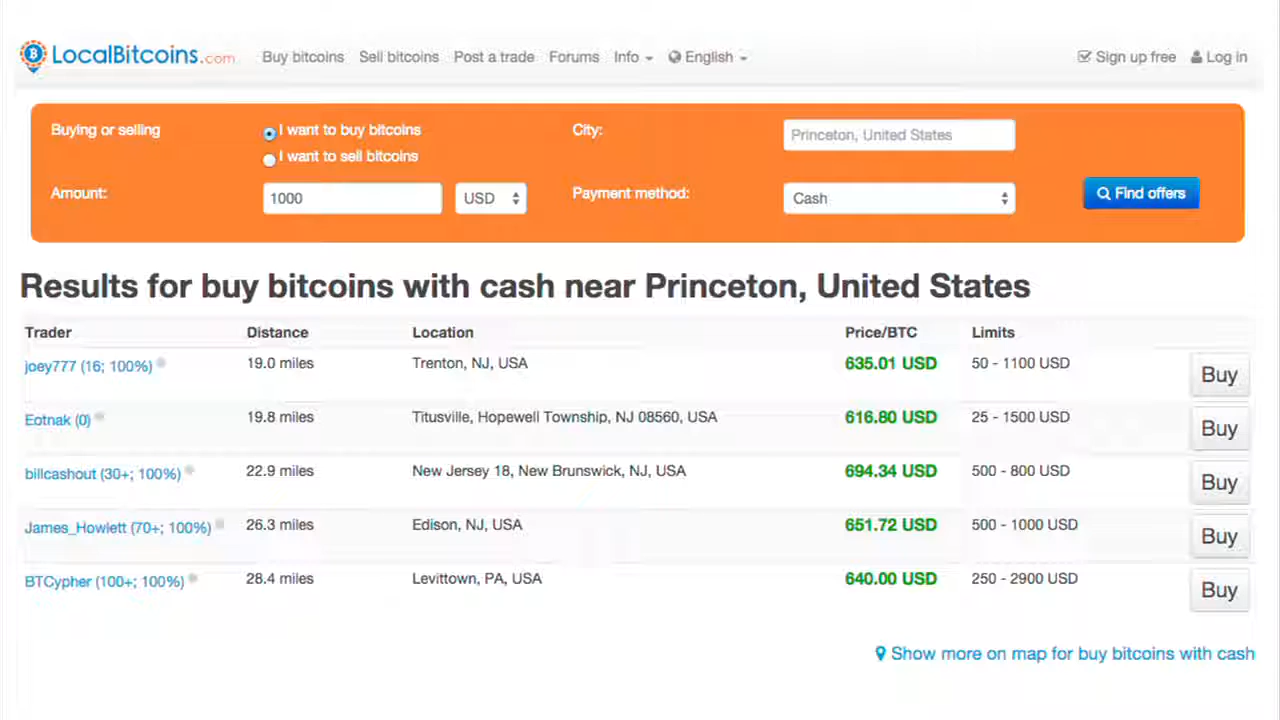 LocalBitcoins.com Buy bitcoins Sell bitcoins Post a trade Forums Info English Sign up free Log in
Buying or selling I want to buy bitcoins City: Princeton, United States
I want to sell bitcoins
Amount: 1000 USD Payment method: Cash Find offers
Results for buy bitcoins with cash near Princeton, United States
Trader Distance Location Price/BTC Limits
joey777 (16; 100%) 19.0 miles Trenton, NJ, USA 635.01 USD 50 - 1100 USD Buy
Eotnak (0) 19.8 miles Titusville, Hopewell Township, NJ 08560, USA 616.80 USD 25 - 1500 USD Buy
billcashout (30+; 100%) 22.9 miles New Jersey 18, New Brunswick, NJ, USA 694.34 USD 500 - 800 USD Buy
James_Howlett (70+; 100%) 26.3 miles Edison, NJ, USA 651.72 USD 500 - 1000 USD Buy
BTCypher (100+; 100%) 28.4 miles Levittown, PA, USA 640.00 USD 250 - 2900 USD Buy
Show more on map for buy bitcoins with cash